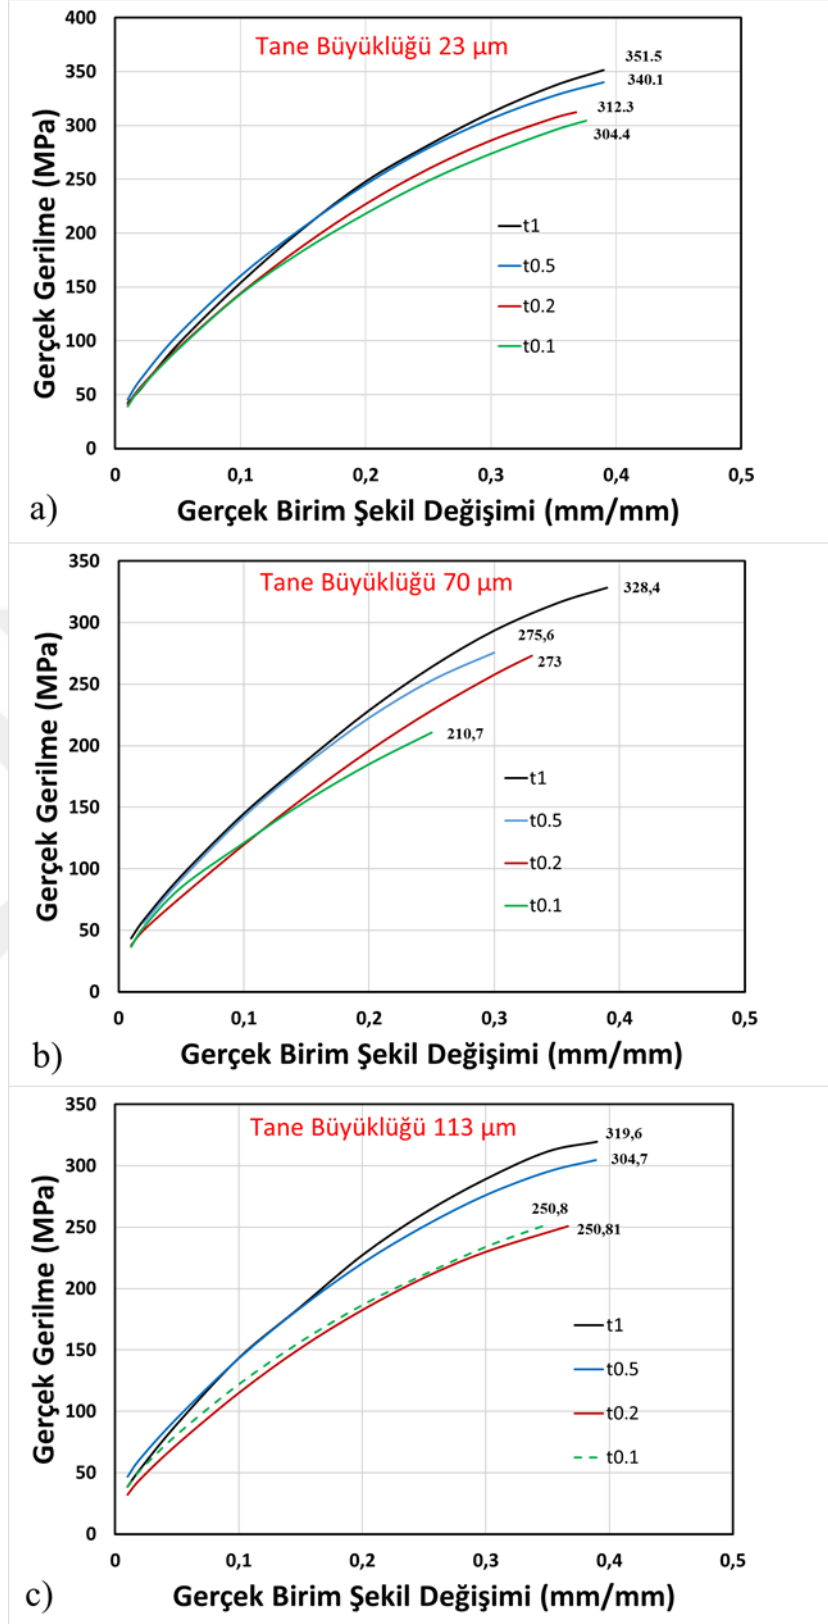 400
Tane Büyüklüğü 23 µm
351.5
350
340.1
312.3
300
304.4
250
200
150
100
50
0
t1
t0.5
t0.2
t0.1
Gerçek Gerilme (MPa)
0
0,1
0,2
0,3
0,4
0,5
a)
Gerçek Birim Şekil Değişimi (mm/mm)
350
Tane Büyüklüğü 70 µm
328,4
300
275,6
273
250
210,7
200
150
100
50
0
t1
t0.5
t0.2
t0.1
Gerçek Gerilme (MPa)
0
0,1
0,2
0,3
0,4
0,5
b)
Gerçek Birim Şekil Değişimi (mm/mm)
350
Tane Büyüklüğü 113 µm
319,6
304,7
300
250,8
250,81
250
200
150
100
50
0
t1
t0.5
t0.2
t0.1
Gerçek Gerilme (MPa)
0
0,1
0,2
0,3
0,4
0,5
c)
Gerçek Birim Şekil Değişimi (mm/mm)